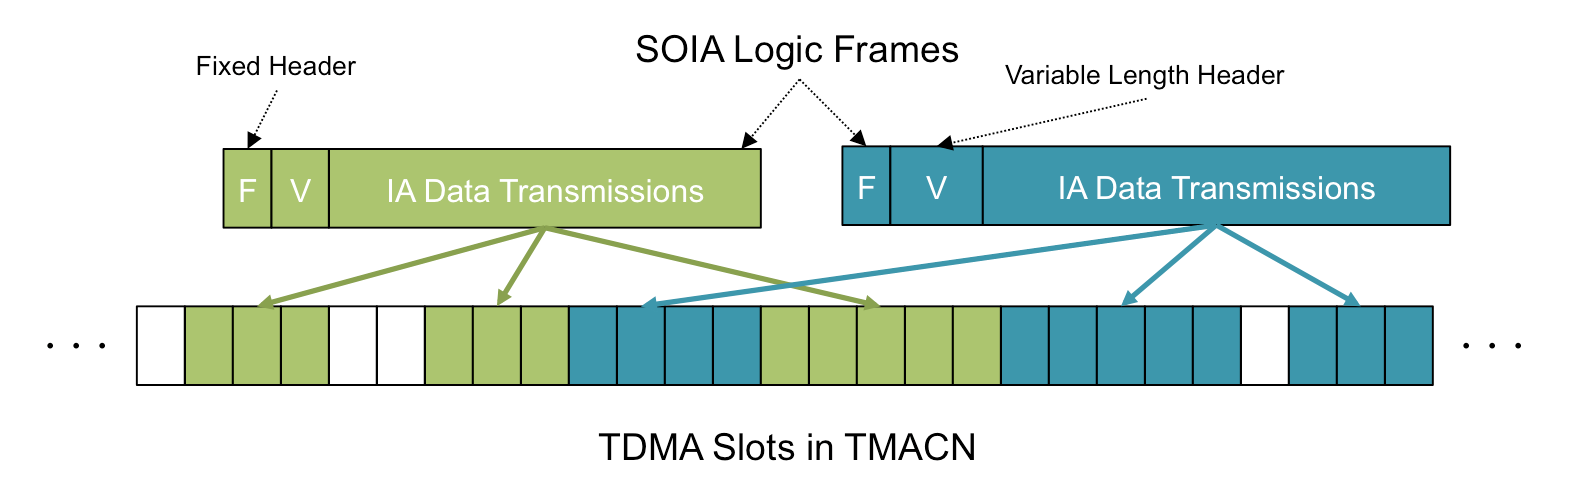 SOIA Logic Frames
Fixed Header
Variable Length Header
F V IA Data Transmissions
F V IA Data Transmissions
. . .
. . .
TDMA Slots in TMACN